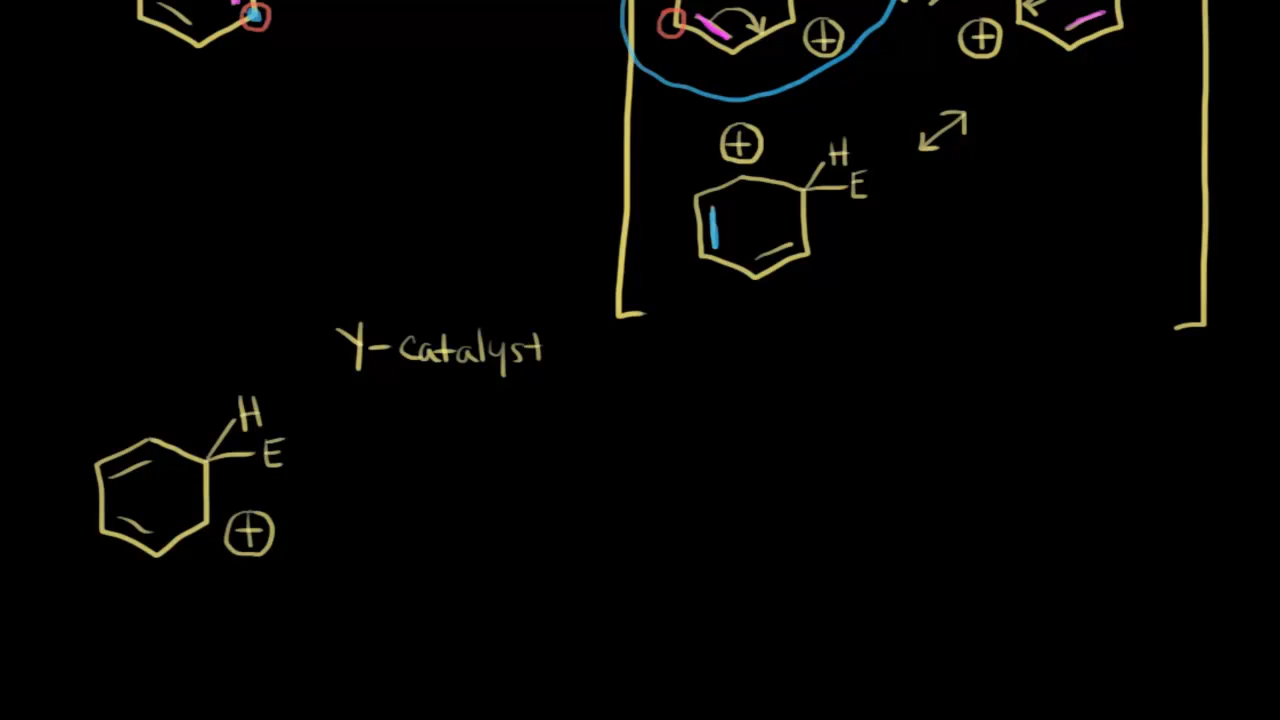 + +
+
H
E
Y-catalyst
H
E
+